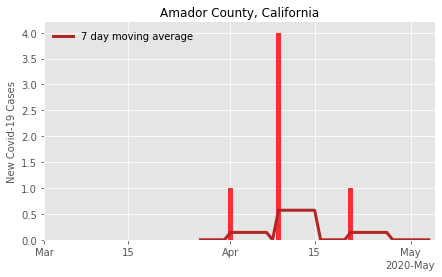 Amador County, California
7 day moving average
New Covid-19 Cases
4.0
3.5
3.0
2.5
2.0
1.5
1.0
0.5
0.0
Mar
15
Apr
15
May
2020-May